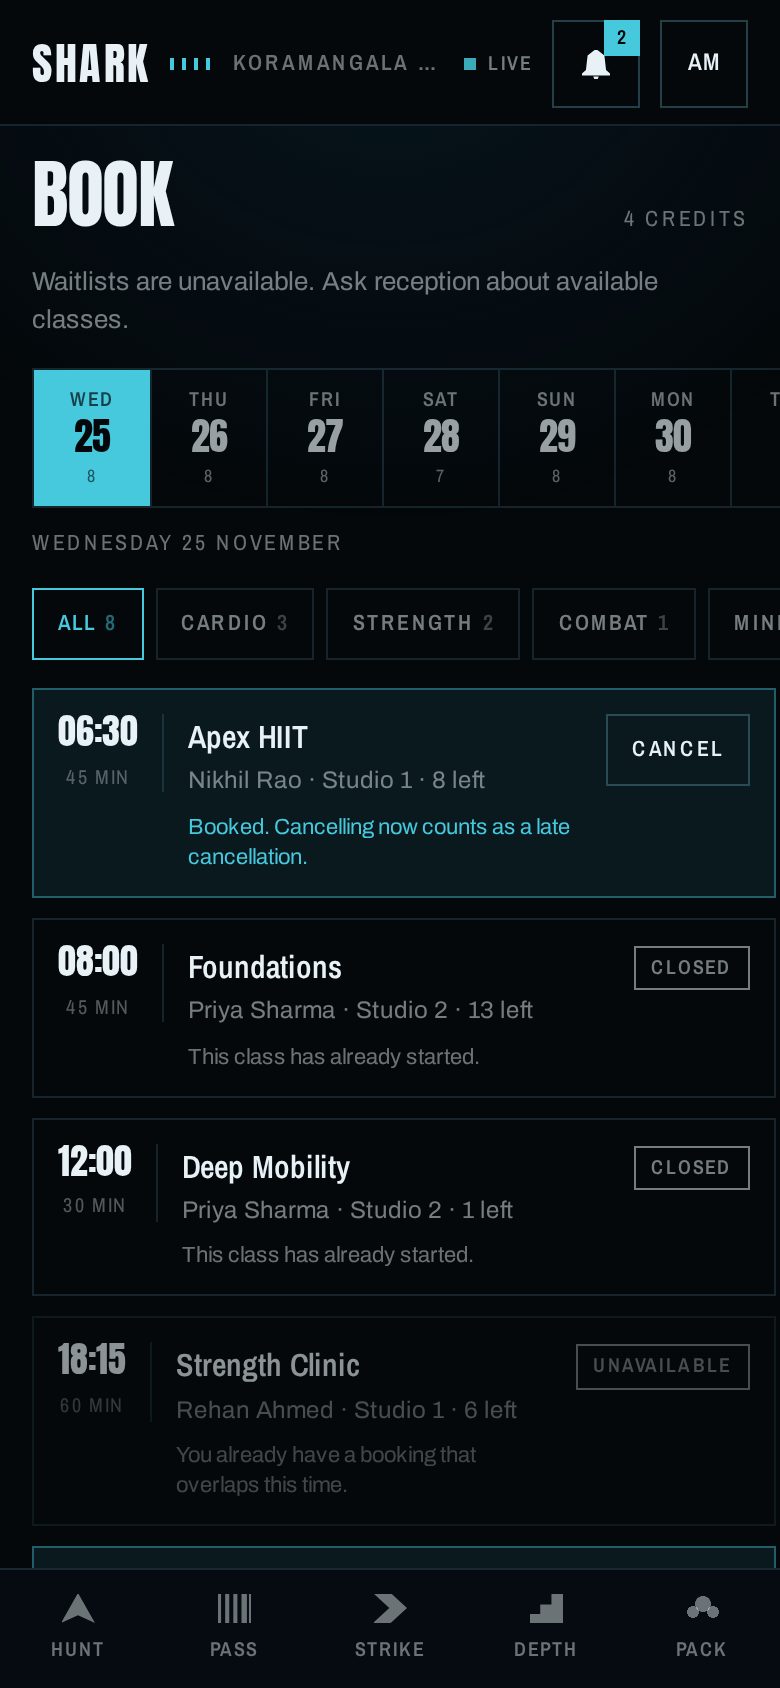 SHARK KORAMANGALA ... LIVE 2 AM
BOOK
4 CREDITS
Waitlists are unavailable. Ask reception about available
classes.
WED THU FRI SAT SUN MON T
25 26 27 28 29 30
8 8 8 7 8 8
WEDNESDAY 25 NOVEMBER
ALL 8 CARDIO 3 STRENGTH 2 COMBAT 1 MIN
06:30 Apex HIIT CANCEL
45 MIN Nikhil Rao · Studio 1 · 8 left
Booked. Cancelling now counts as a late
cancellation.
08:00 Foundations CLOSED
45 MIN Priya Sharma · Studio 2 · 13 left
This class has already started.
12:00 Deep Mobility CLOSED
30 MIN Priya Sharma · Studio 2 · 1 left
This class has already started.
18:15 Strength Clinic UNAVAILABLE
60 MIN Rehan Ahmed · Studio 1 · 6 left
You already have a booking that
overlaps this time.
HUNT PASS STRIKE DEPTH PACK